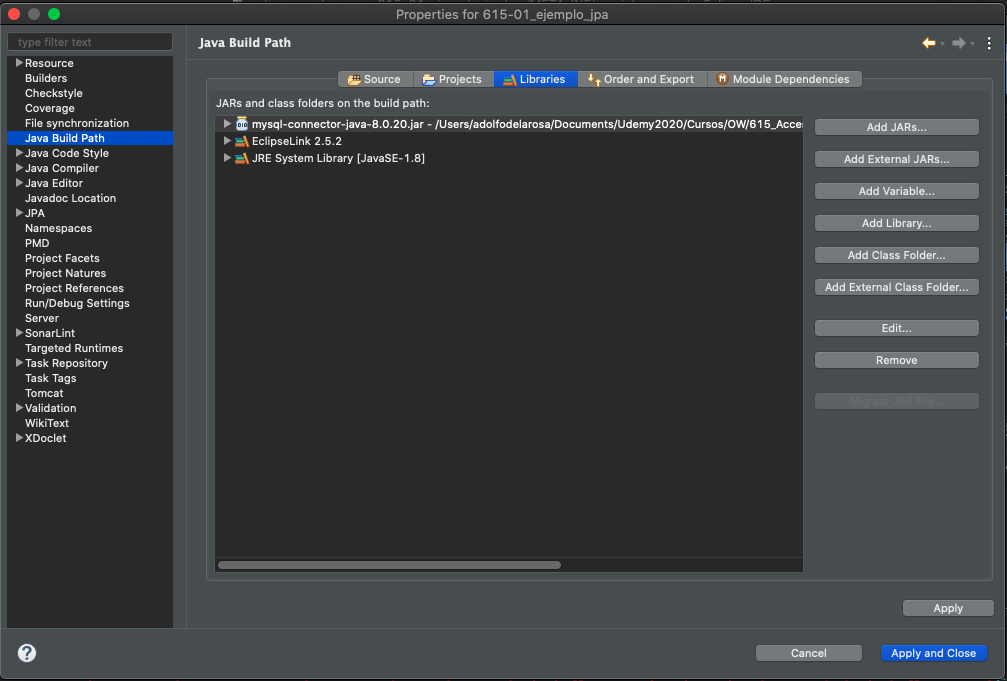 Properties for 615-01_ejemplo_jpa
type filter text
Java Build Path
Resource
Builders
Checkstyle
Coverage
File synchronization
Java Build Path
Java Code Style
Java Compiler
Java Editor
Javadoc Location
JPA
Namespaces
PMD
Project Facets
Project Natures
Project References
Run/Debug Settings
Server
SonarLint
Targeted Runtimes
Task Repository
Task Tags
Tomcat
Validation
WikiText
XDoclet
Source Projects Libraries Order and Export Module Dependencies
JARs and class folders on the build path:
mysql-connector-java-8.0.20.jar - /Users/adolfodelarosa/Documents/Udemy2020/Cursos/OW/615_Acces
EclipseLink 2.5.2
JRE System Library [JavaSE-1.8]
Add JARs...
Add External JARs...
Add Variable...
Add Library...
Add Class Folder...
Add External Class Folder...
Edit...
Remove
Migrate JAR File...
Apply
? Cancel Apply and Close